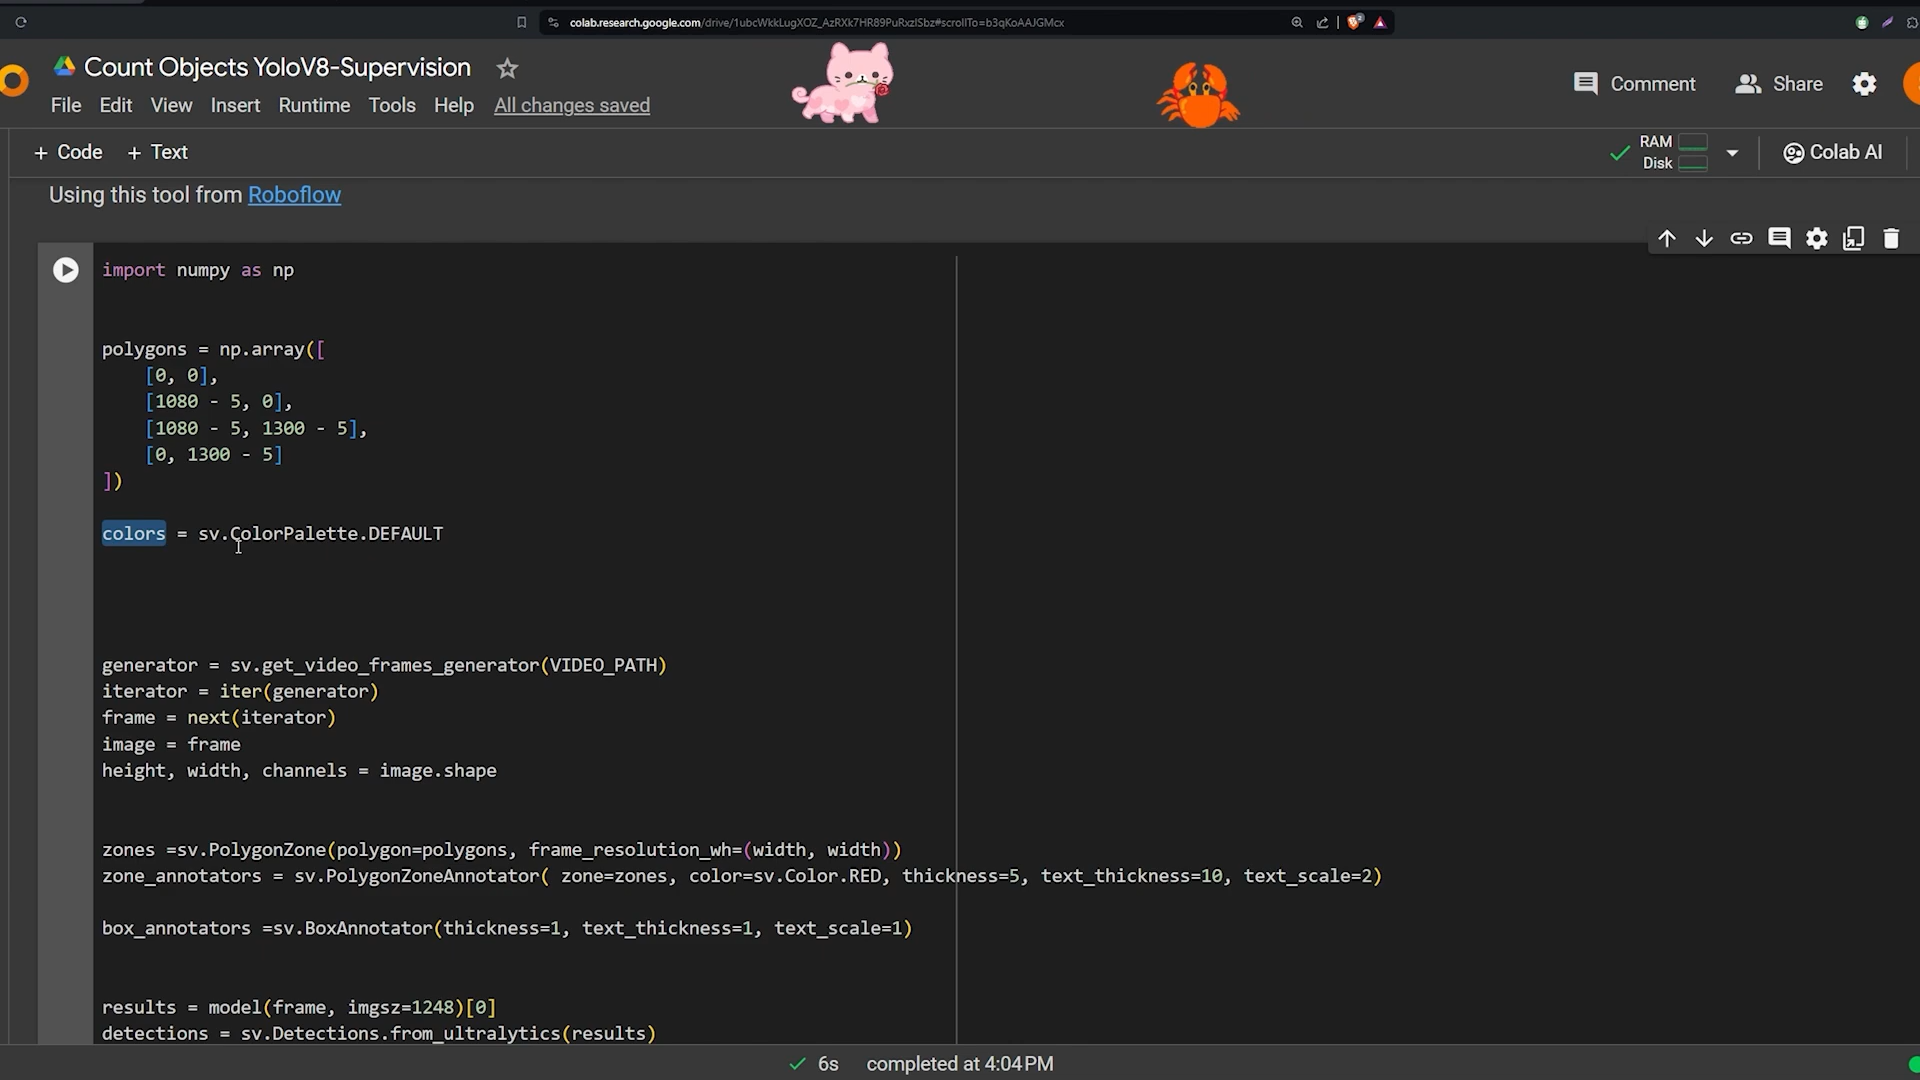 colab.research.google.com/drive/1ubcWkkLugXOZ_AzRXk7HR89PuRxzlSbz#scrollTo=b3qKoAAJGMcx
Count Objects YoloV8-Supervision
File Edit View Insert Runtime Tools Help All changes saved
Comment Share
+ Code + Text
RAM
Disk
Colab AI
Using this tool from Roboflow
import numpy as np
polygons = np.array([
[0, 0],
[1080 - 5, 0],
[1080 - 5, 1300 - 5],
[0, 1300 - 5]
])
colors = sv.ColorPalette.DEFAULT
generator = sv.get_video_frames_generator(VIDEO_PATH)
iterator = iter(generator)
frame = next(iterator)
image = frame
height, width, channels = image.shape
zones =sv.PolygonZone(polygon=polygons, frame_resolution_wh=(width, width))
zone_annotators = sv.PolygonZoneAnnotator( zone=zones, color=sv.Color.RED, thickness=5, text_thickness=10, text_scale=2)
box_annotators =sv.BoxAnnotator(thickness=1, text_thickness=1, text_scale=1)
results = model(frame, imgsz=1248)[0]
detections = sv.Detections.from_ultralytics(results)
6s completed at 4:04 PM